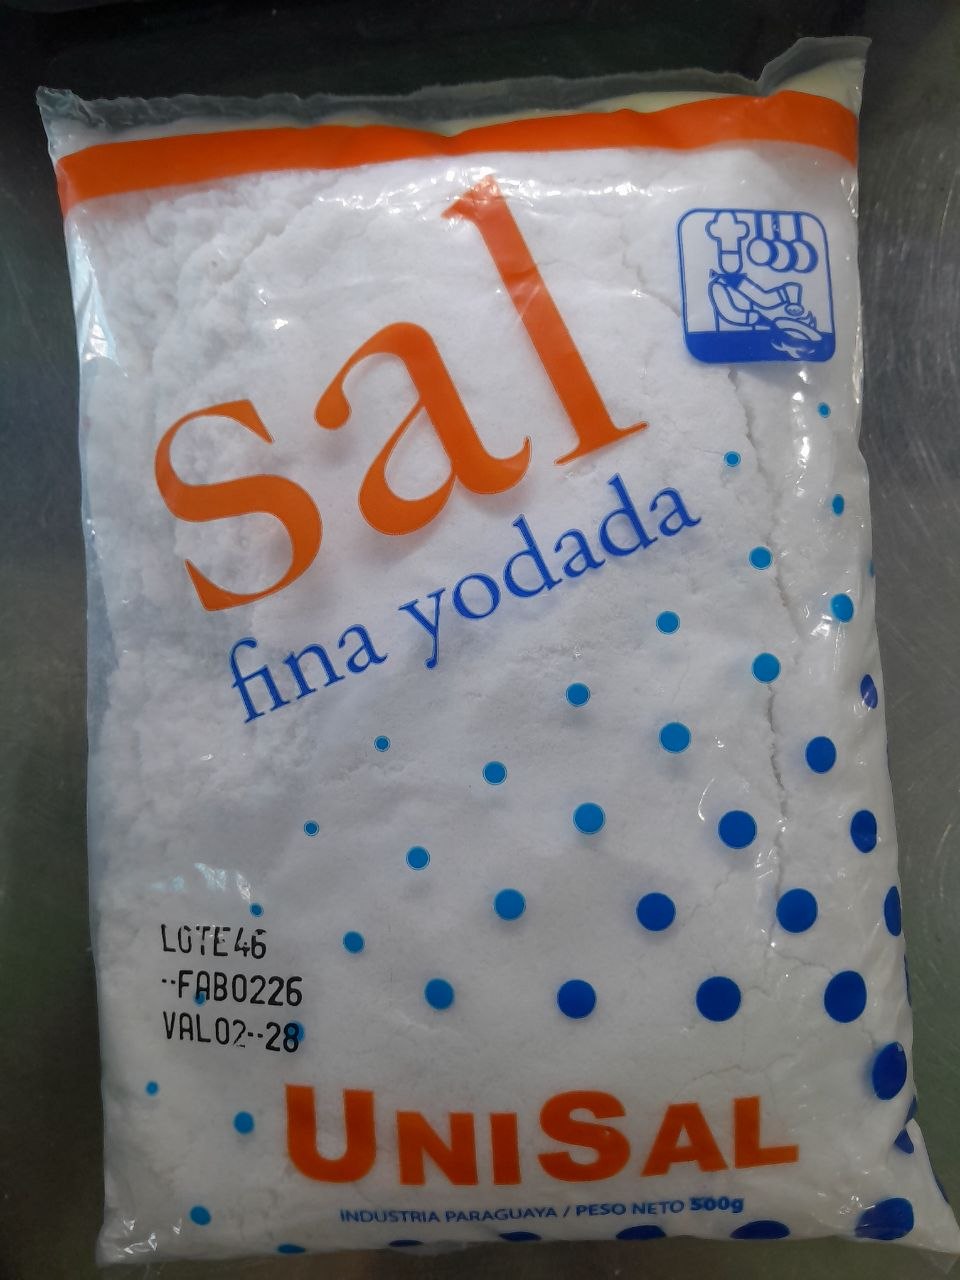 sal
fina yodada
LOTE46
--FAB0226
VAL02--28
UNISAL
INDUSTRIA PARAGUAYA / PESO NETO 500g